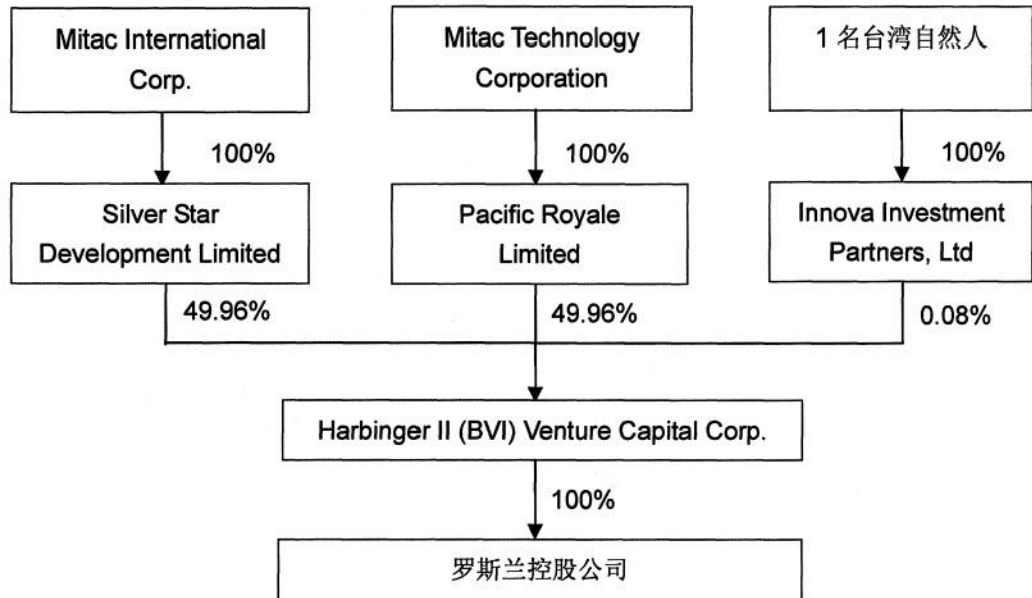 Mitac International
Corp.
Mitac Technology
Corporation
1 名台湾自然人
100%
100%
100%
Silver Star
Development Limited
Pacific Royale
Limited
Innova Investment
Partners, Ltd
49.96%
49.96%
0.08%
Harbinger II (BVI) Venture Capital Corp.
100%
罗斯兰控股公司